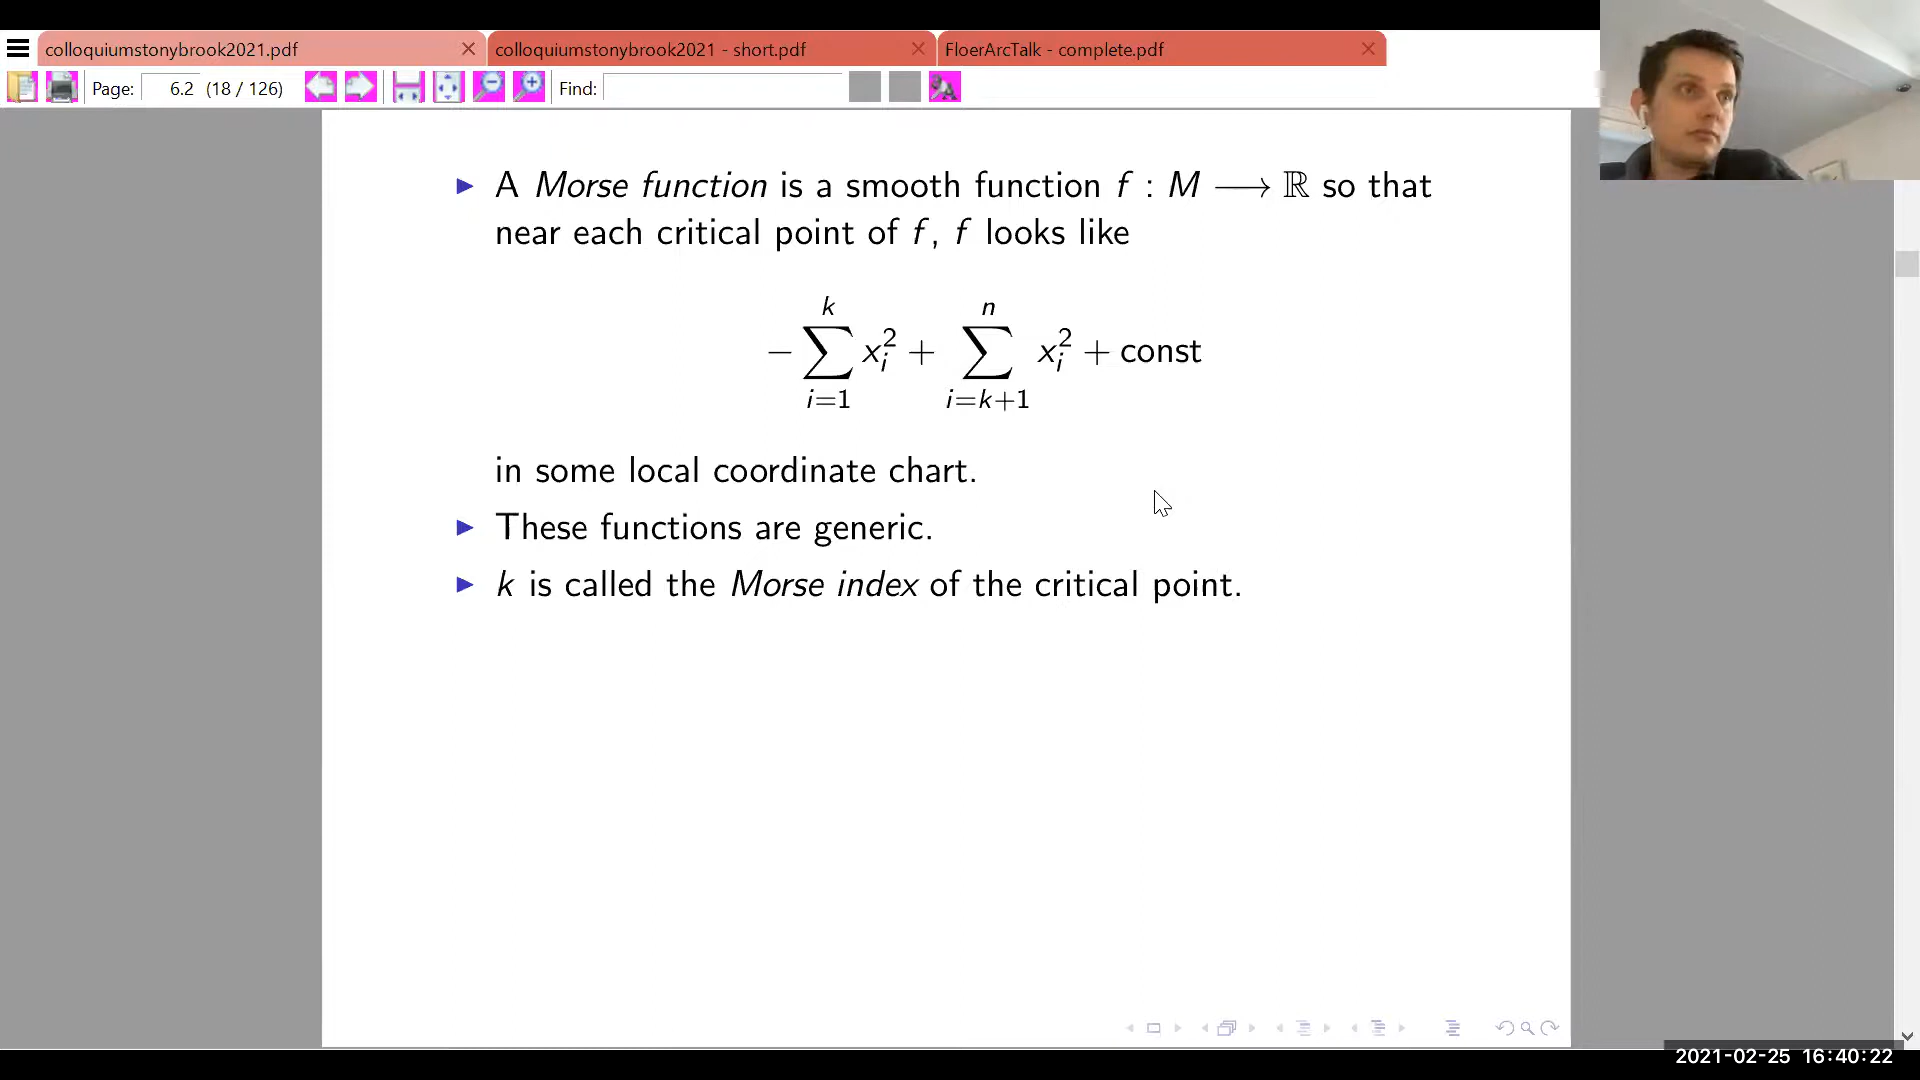 colloquiumstonybrook2021.pdf
colloquiumstonybrook2021 - short.pdf
FloerArcTalk - complete.pdf
Page: 6.2 (18 / 126) Find:
▶ A Morse function is a smooth function f : M ⟶ ℝ so that
near each critical point of f, f looks like
−∑_{i=1}^{k} x_i^2 + ∑_{i=k+1}^{n} x_i^2 + const
in some local coordinate chart.
▶ These functions are generic.
▶ k is called the Morse index of the critical point.
2021-02-25 16:40:22